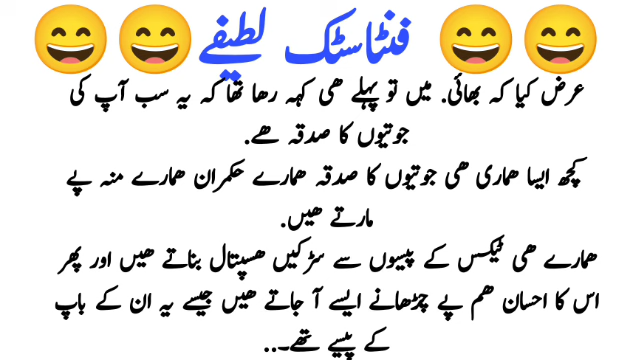 😄😄 فنٹاسٹک لطیفے 😄😄
عرض کیا کہ بھائی. میں تو پہلے ھی کہہ رھا تھا کہ یہ سب آپ کی
جوتیوں کا صدقہ ھے.
کچھ ایسا ھماری ھی جوتیوں کا صدقہ ھمارے حکمران ھمارے منہ پے
مارتے ھیں.
ھمارے ھی ٹیکس کے پیسوں سے سڑکیں ھسپتال بناتے ھیں اور پھر
اس کا احسان ھم پے چڑھانے ایسے آ جاتے ھیں جیسے یہ ان کے باپ
کے پیسے تھے...